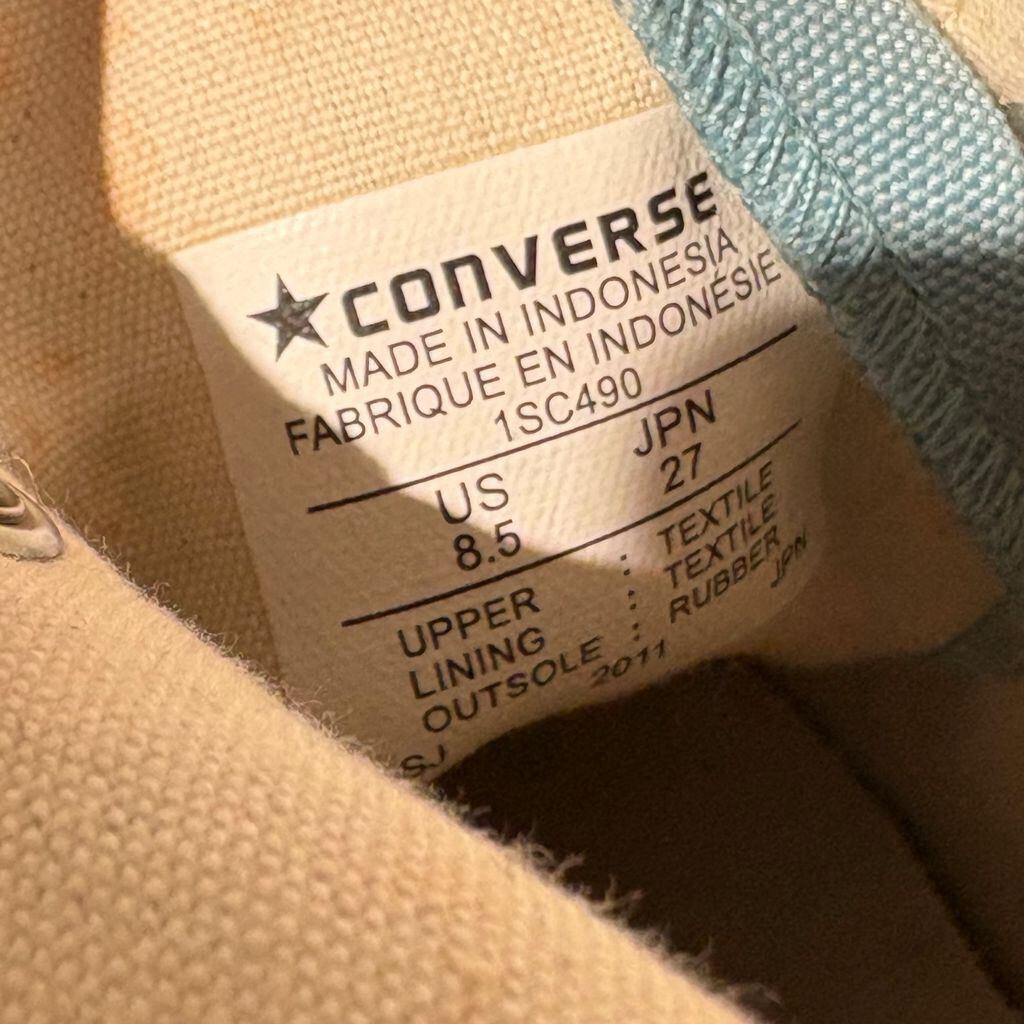 CONVERSE
MADE IN INDONESIA
FABRIQUE EN INDONÉSIE
1SC490
US JPN
8.5 27
UPPER : TEXTILE
LINING : TEXTILE
OUTSOLE : RUBBER
2011 JPN
SJ